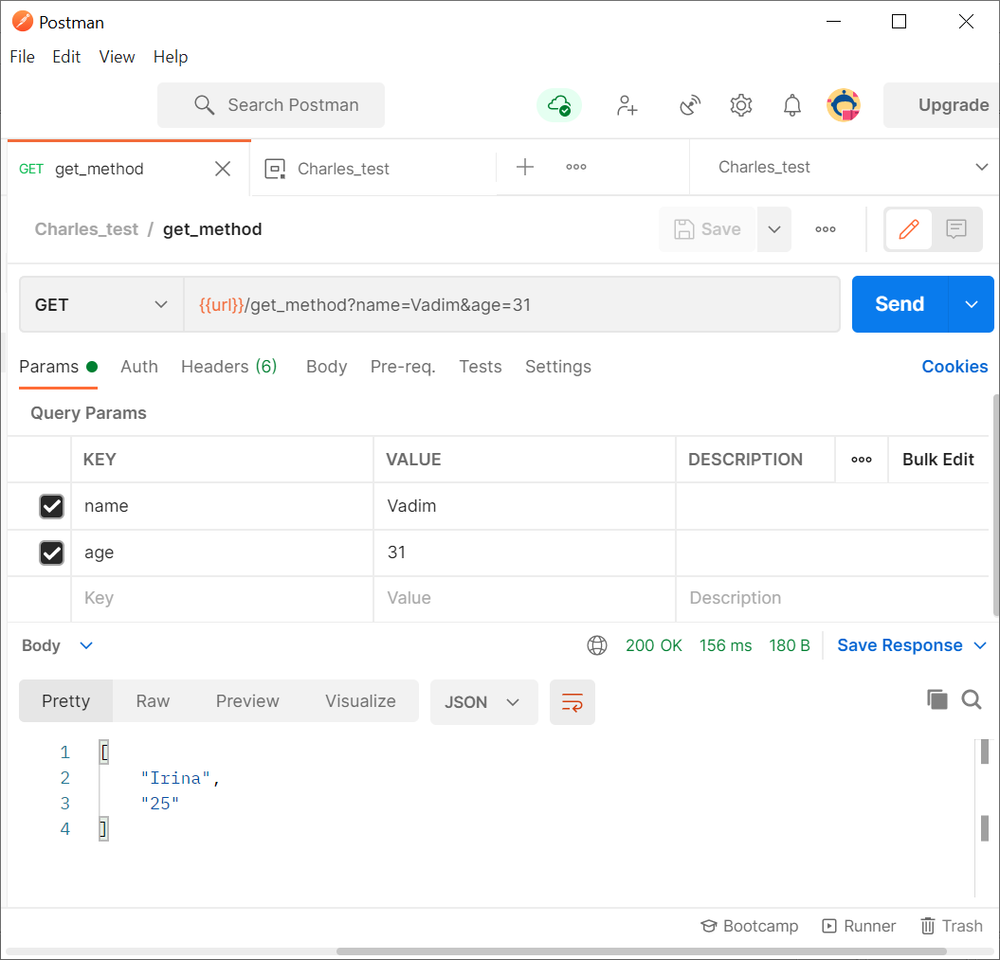 Postman
File Edit View Help
Search Postman Upgrade
GET get_method Charles_test Charles_test
Charles_test / get_method Save
GET {{url}}/get_method?name=Vadim&age=31 Send
Params Auth Headers (6) Body Pre-req. Tests Settings Cookies
Query Params
KEY VALUE DESCRIPTION Bulk Edit
name Vadim
age 31
Key Value Description
Body 200 OK 156 ms 180 B Save Response
Pretty Raw Preview Visualize JSON
1 [
2 "Irina",
3 "25"
4 ]
Bootcamp Runner Trash